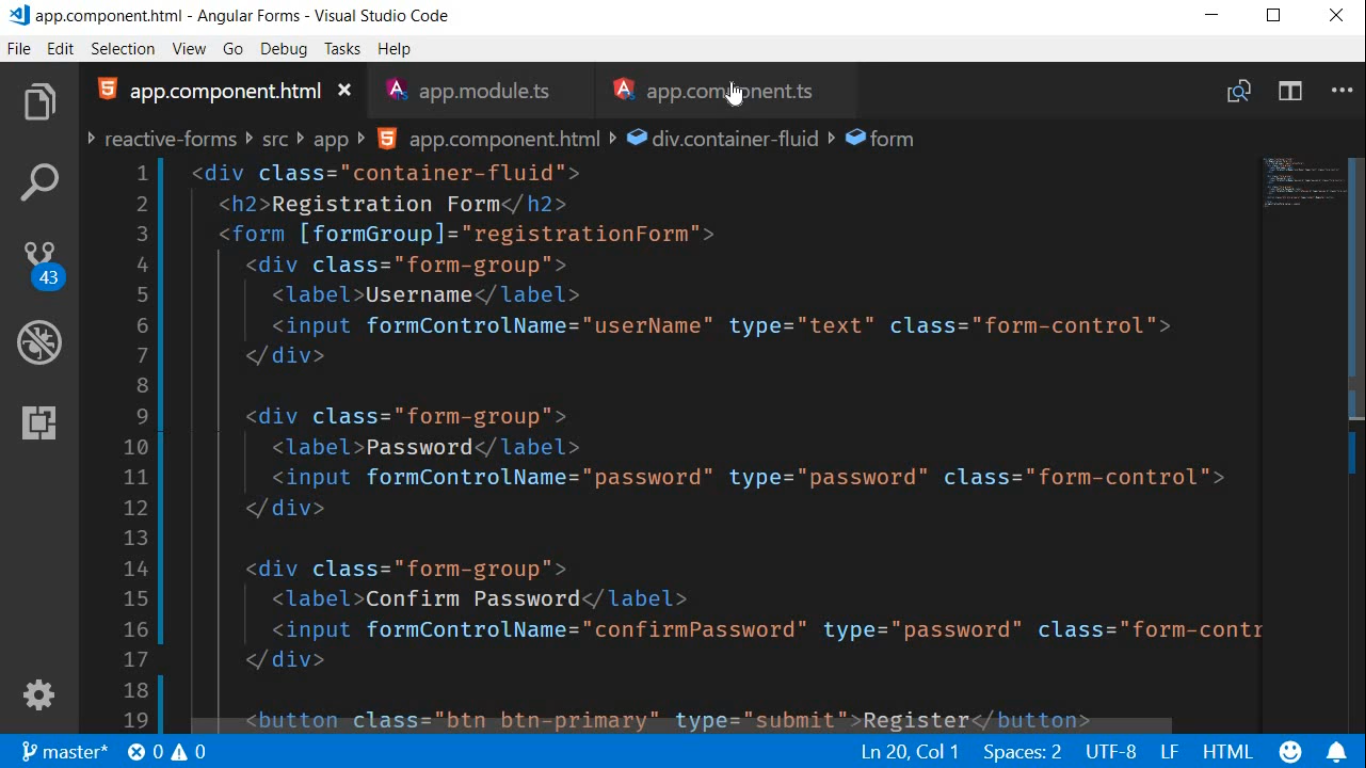 app.component.html - Angular Forms - Visual Studio Code
File Edit Selection View Go Debug Tasks Help
app.component.html app.module.ts app.component.ts
reactive-forms src app app.component.html div.container-fluid form
1 <div class="container-fluid">
2 <h2>Registration Form</h2>
3 <form [formGroup]="registrationForm">
4 <div class="form-group">
5 <label>Username</label>
6 <input formControlName="userName" type="text" class="form-control">
7 </div>
8
9 <div class="form-group">
10 <label>Password</label>
11 <input formControlName="password" type="password" class="form-control">
12 </div>
13
14 <div class="form-group">
15 <label>Confirm Password</label>
16 <input formControlName="confirmPassword" type="password" class="form-contr
17 </div>
18
19 <button class="btn btn-primary" type="submit">Register</button>
43
master* 0 0 Ln 20, Col 1 Spaces: 2 UTF-8 LF HTML